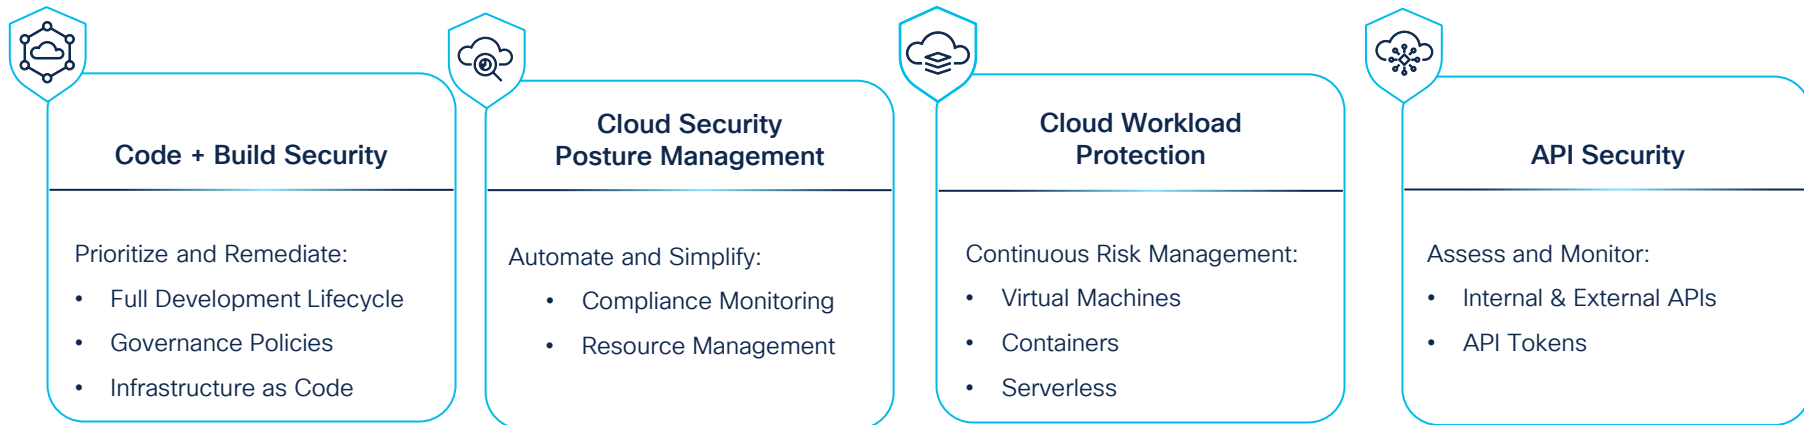 Code + Build Security
Prioritize and Remediate:
• Full Development Lifecycle
• Governance Policies
• Infrastructure as Code
Cloud Security
Posture Management
Automate and Simplify:
• Compliance Monitoring
• Resource Management
Cloud Workload
Protection
Continuous Risk Management:
• Virtual Machines
• Containers
• Serverless
API Security
Assess and Monitor:
• Internal & External APIs
• API Tokens